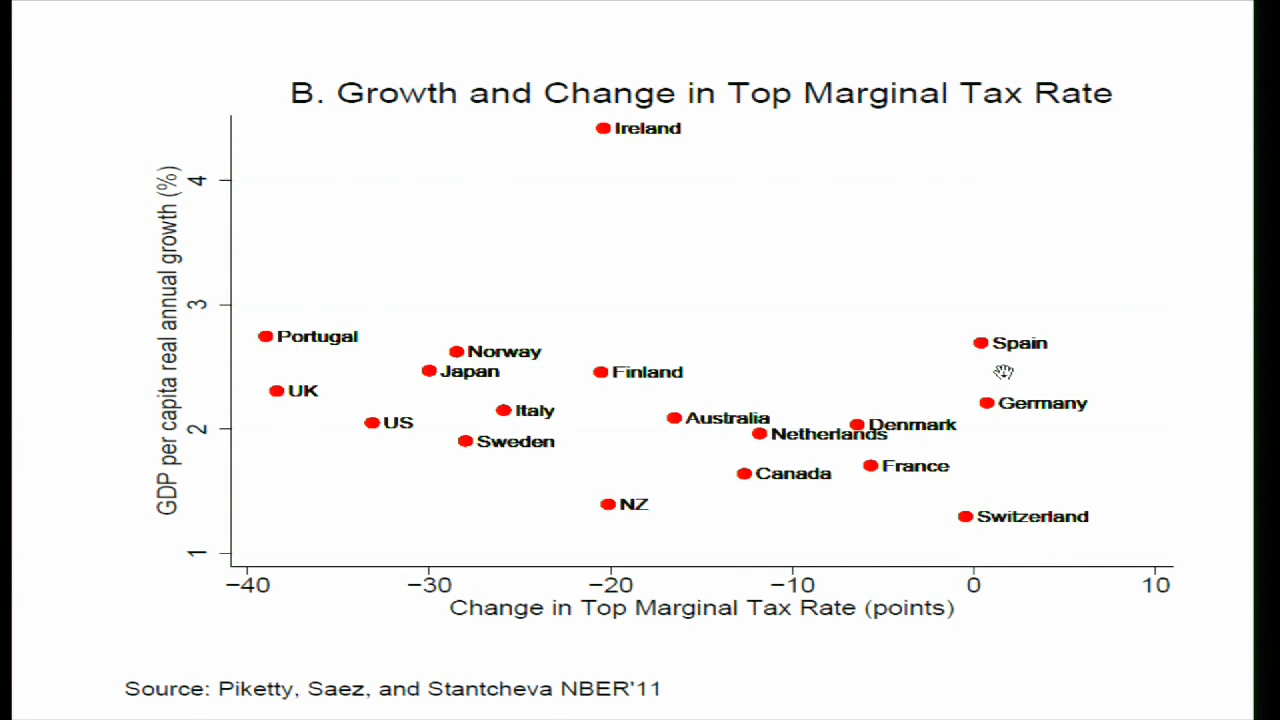 B. Growth and Change in Top Marginal Tax Rate
GDP per capita real annual growth (%)
4
3
2
1
Ireland
Portugal
Spain
Norway
Japan
Finland
UK
Germany
Italy
Australia
US
Denmark
Netherlands
Sweden
France
Canada
NZ
Switzerland
−40 −30 −20 −10 0 10
Change in Top Marginal Tax Rate (points)
Source: Piketty, Saez, and Stantcheva NBER'11